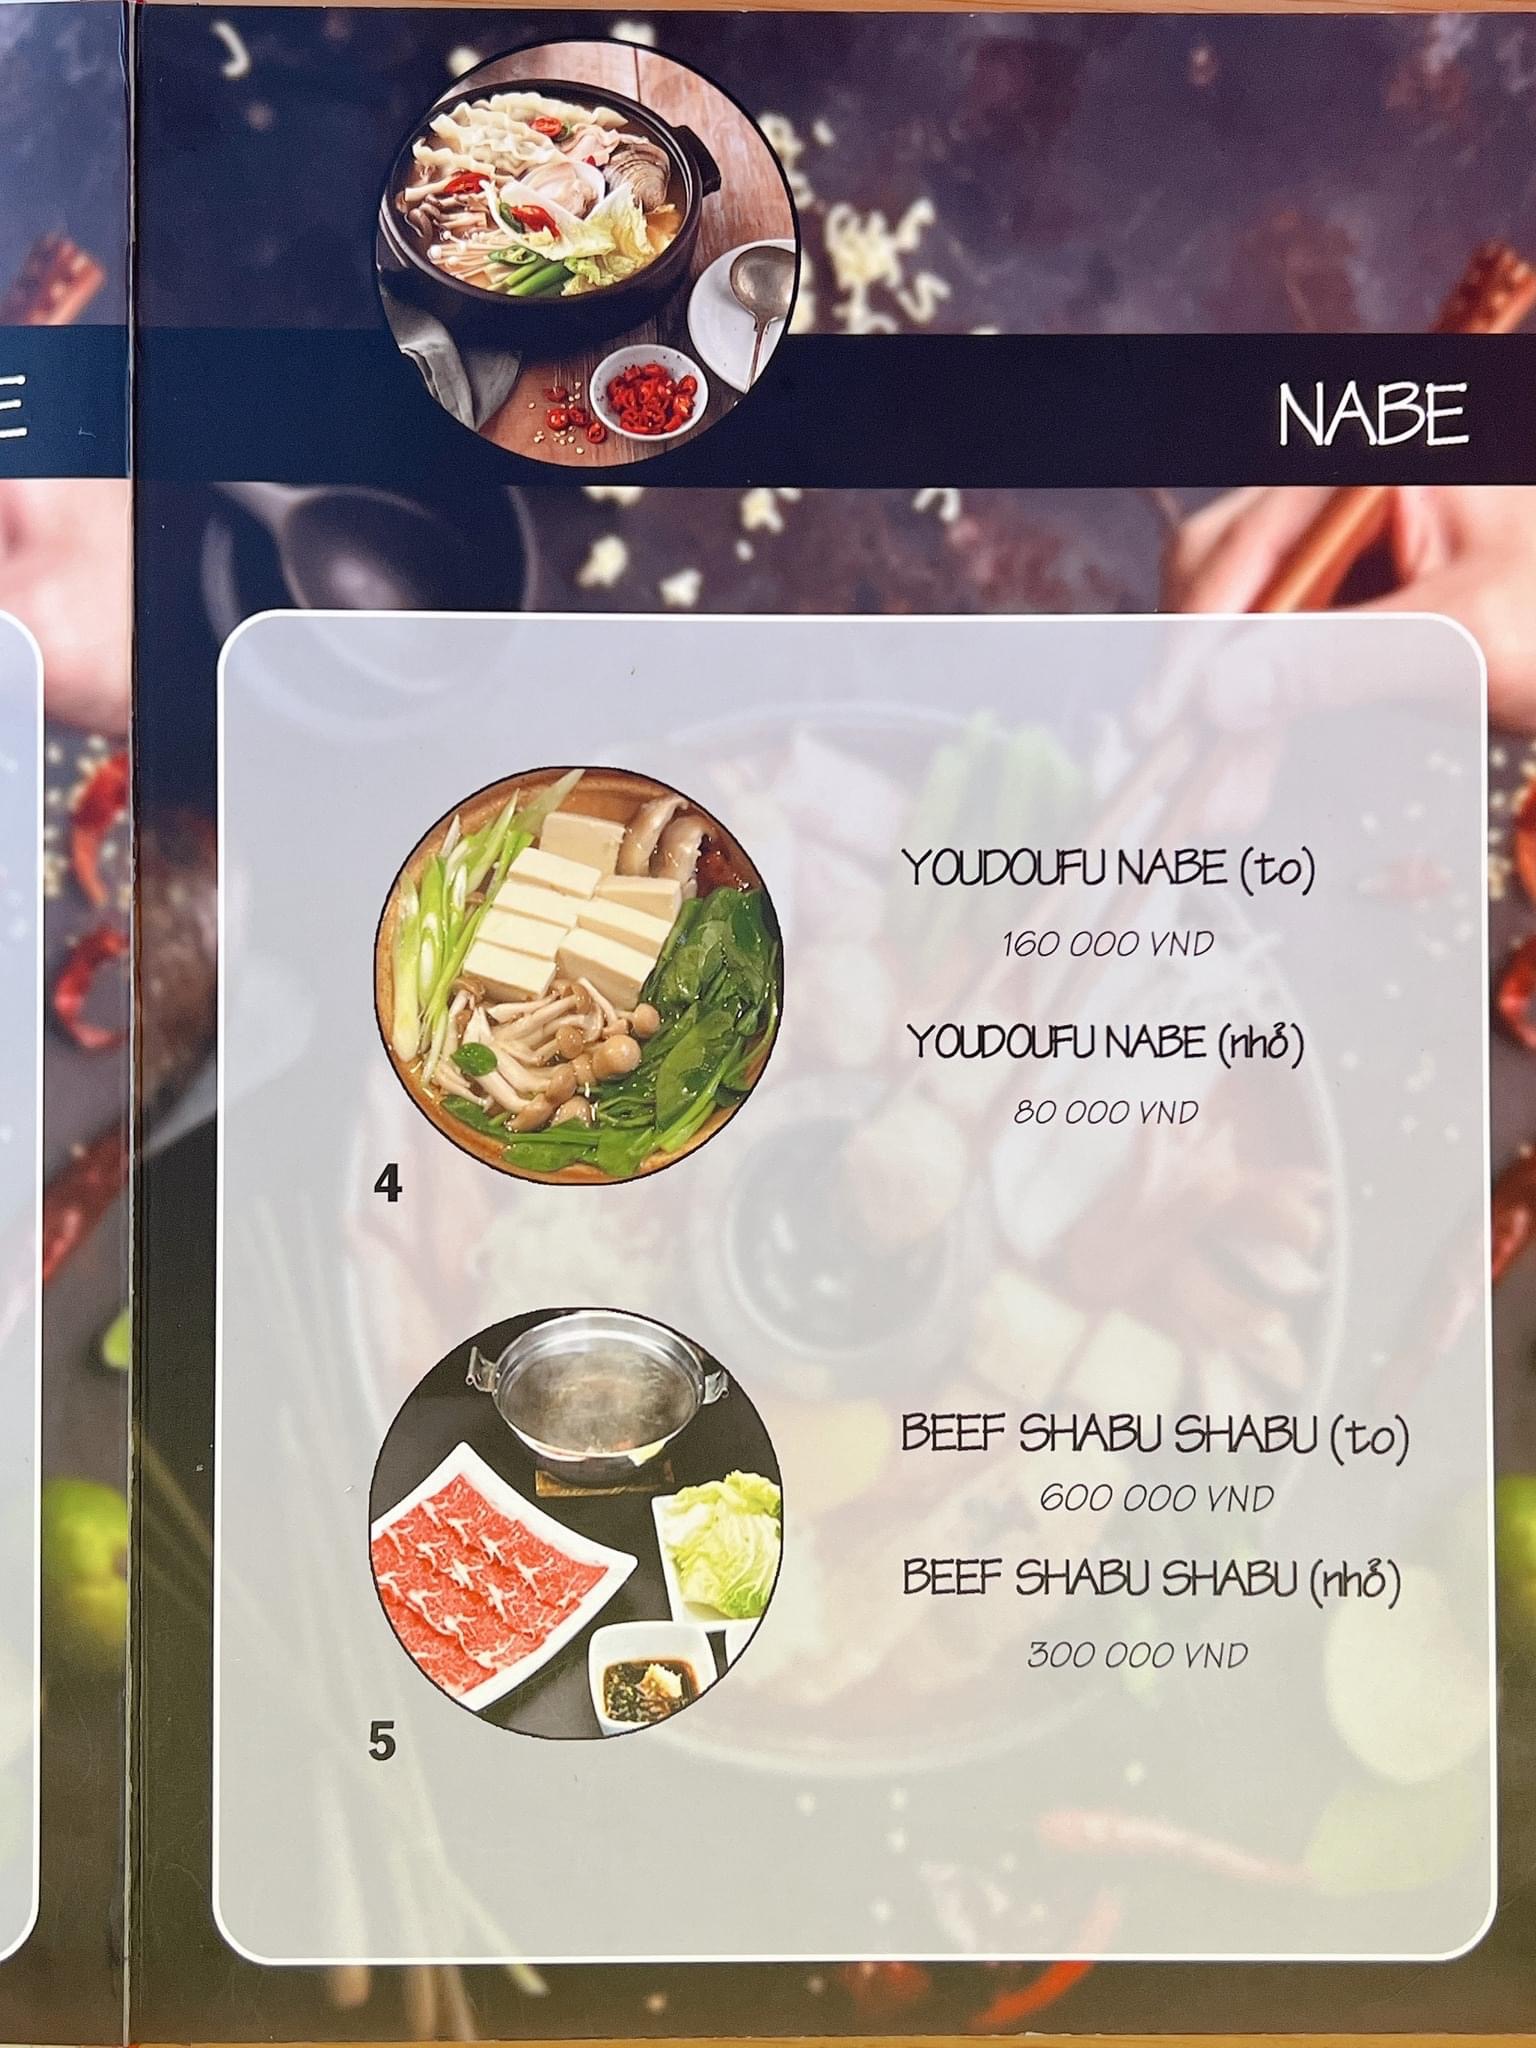 NABE
YOUDOUFU NABE (to)
160 000 VND
YOUDOUFU NABE (nhỏ)
80 000 VND
4
BEEF SHABU SHABU (to)
600 000 VND
BEEF SHABU SHABU (nhỏ)
300 000 VND
5